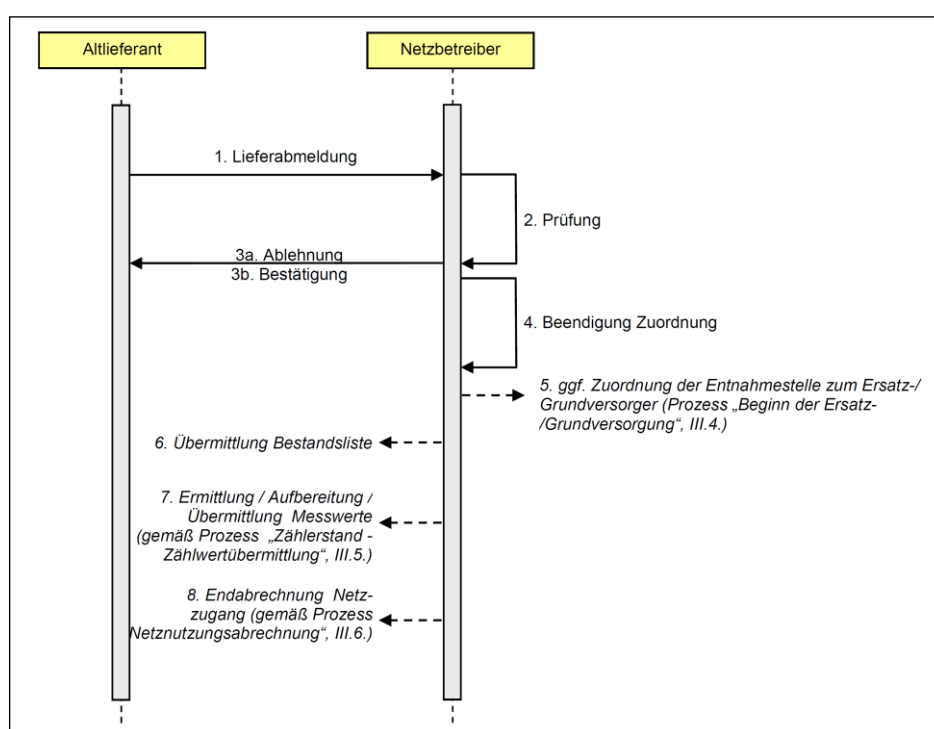 Altlieferant
Netzbetreiber
1. Lieferabmeldung
2. Prüfung
3a. Ablehnung
3b. Bestätigung
4. Beendigung Zuordnung
5. ggf. Zuordnung der Entnahmestelle zum Ersatz-/
Grundversorger (Prozess „Beginn der Ersatz-
/Grundversorgung“, III.4.)
6. Übermittlung Bestandsliste
7. Ermittlung / Aufbereitung /
Übermittlung Messwerte
(gemäß Prozess „Zählerstand -
Zählwertübermittlung“, III.5.)
8. Endabrechnung Netz-
zugang (gemäß Prozess
Netznutzungsabrechnung“, III.6.)